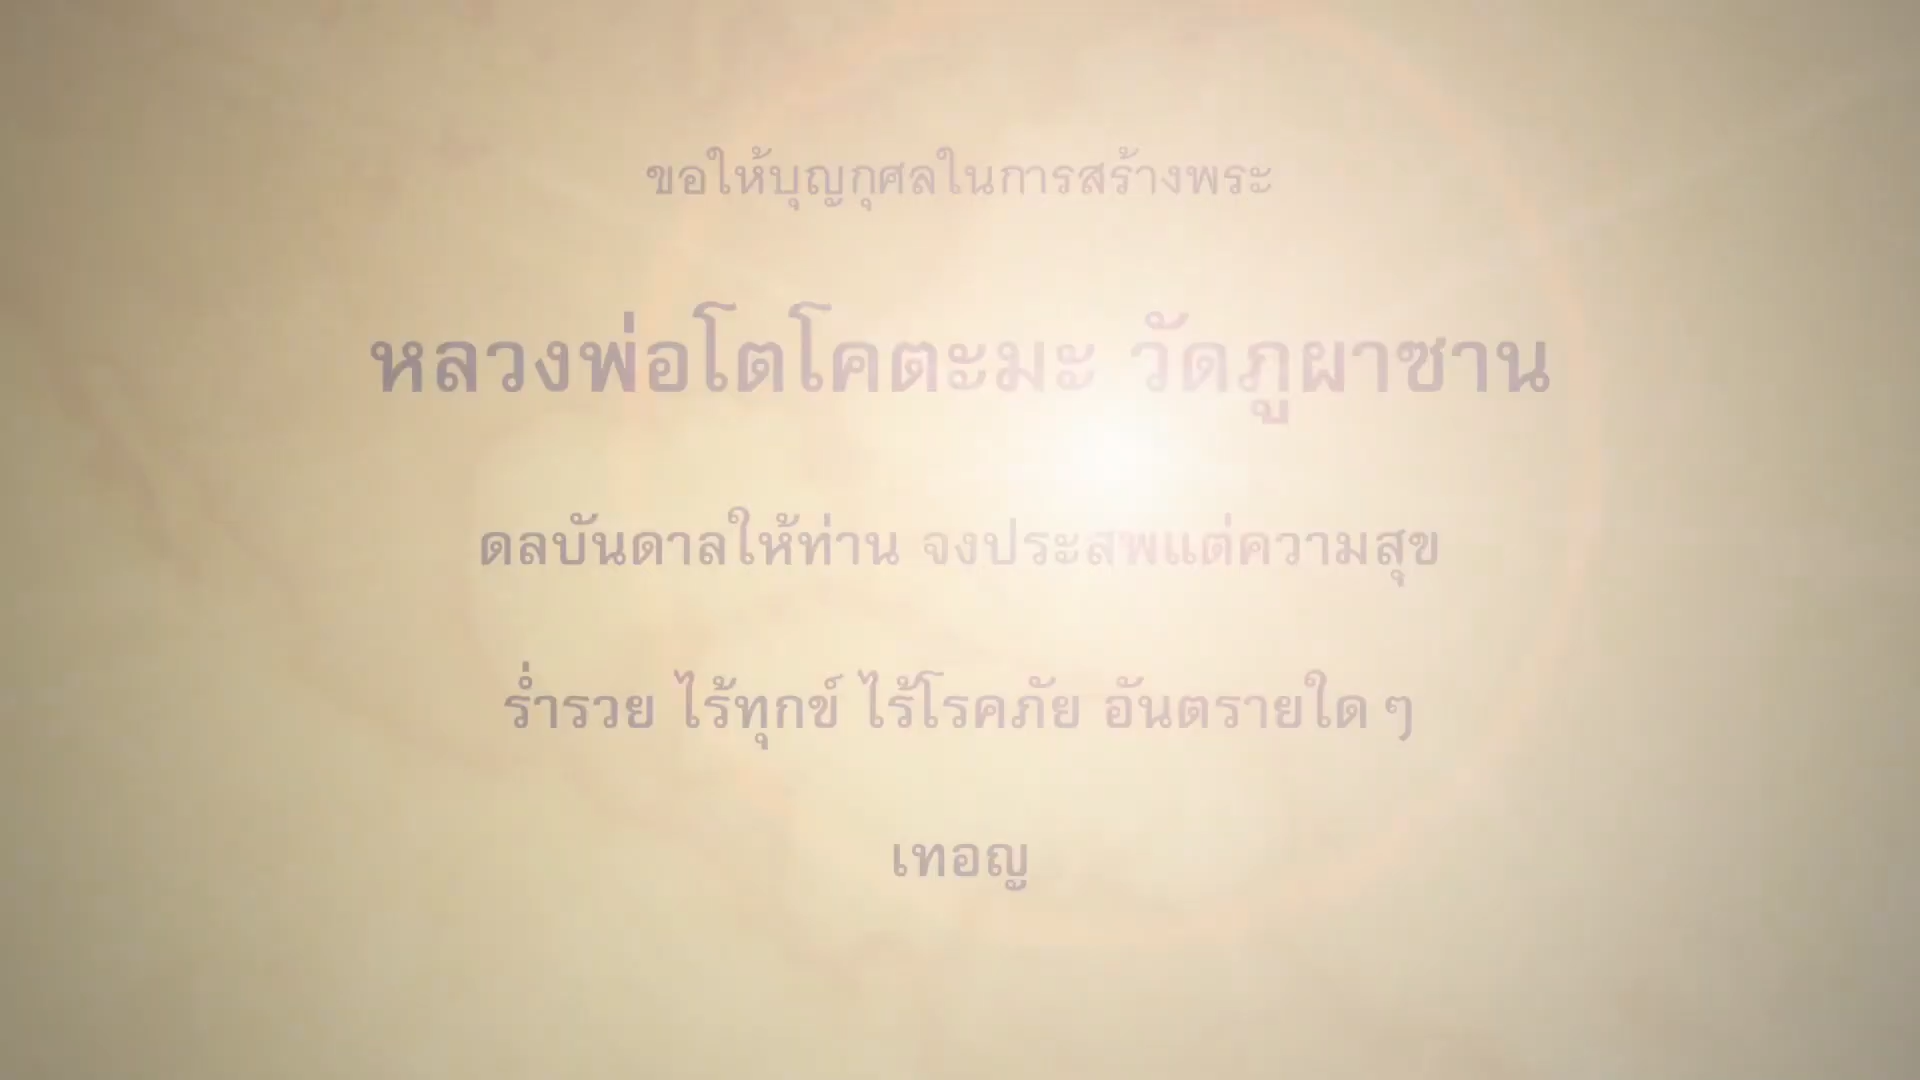 ขอให้บุญกุศลในการสร้างพระ
หลวงพ่อโตโคตะมะ วัดภูผาซาน
ดลบันดาลให้ท่าน จงประสพแต่ความสุข
ร่ำรวย ไร้ทุกข์ ไร้โรคภัย อันตรายใด ๆ
เทอญ